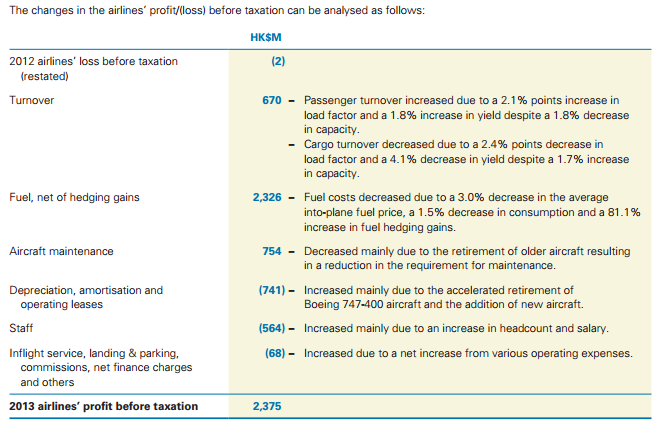 The changes in the airlines' profit/(loss) before taxation can be analysed as follows:
HK$M
2012 airlines' loss before taxation (2)
(restated)
Turnover 670 – Passenger turnover increased due to a 2.1% points increase in
load factor and a 1.8% increase in yield despite a 1.8% decrease
in capacity.
– Cargo turnover decreased due to a 2.4% points decrease in
load factor and a 4.1% decrease in yield despite a 1.7% increase
in capacity.
Fuel, net of hedging gains 2,326 – Fuel costs decreased due to a 3.0% decrease in the average
into-plane fuel price, a 1.5% decrease in consumption and a 81.1%
increase in fuel hedging gains.
Aircraft maintenance 754 – Decreased mainly due to the retirement of older aircraft resulting
in a reduction in the requirement for maintenance.
Depreciation, amortisation and (741) – Increased mainly due to the accelerated retirement of
operating leases Boeing 747-400 aircraft and the addition of new aircraft.
Staff (564) – Increased mainly due to an increase in headcount and salary.
Inflight service, landing & parking, (68) – Increased due to a net increase from various operating expenses.
commissions, net finance charges
and others
2013 airlines' profit before taxation 2,375